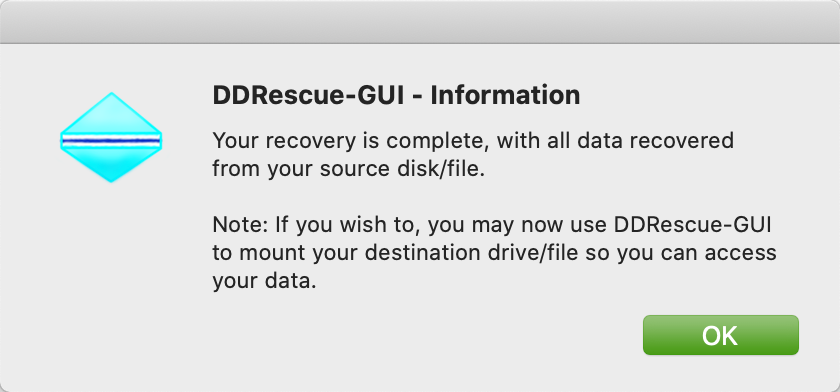 DDRescue-GUI - Information
Your recovery is complete, with all data recovered
from your source disk/file.
Note: If you wish to, you may now use DDRescue-GUI
to mount your destination drive/file so you can access
your data.
OK